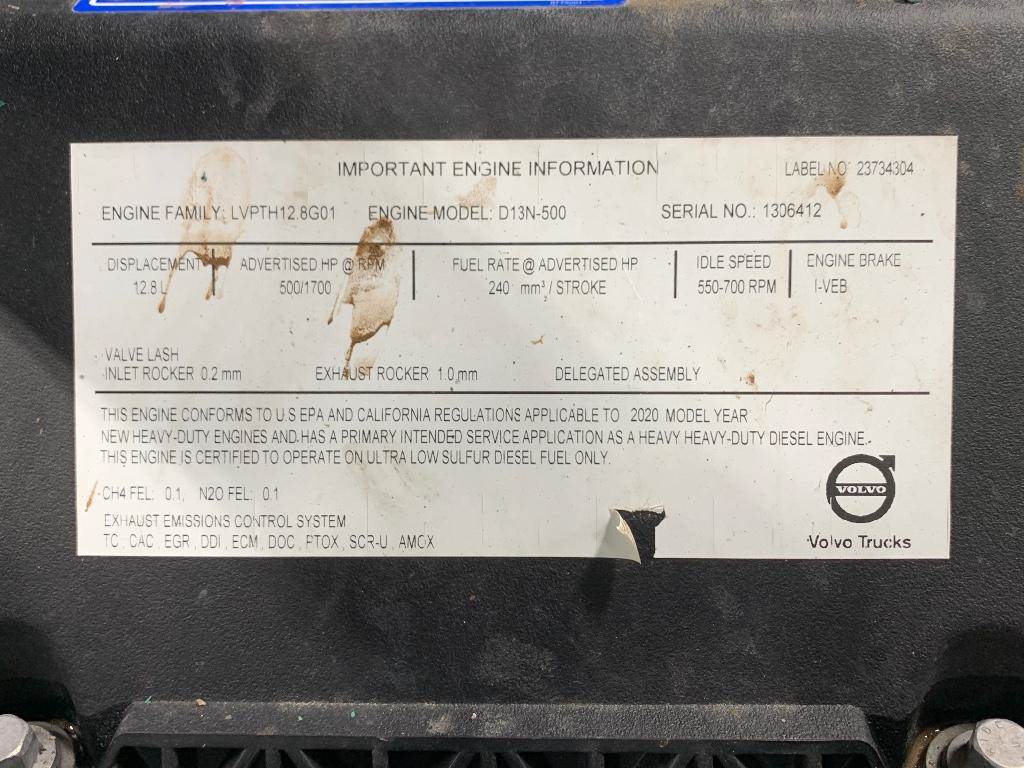 IMPORTANT ENGINE INFORMATION LABEL NO 23734304
ENGINE FAMILY: LVPTH12.8G01 ENGINE MODEL: D13N-500 SERIAL NO.: 1306412
DISPLACEMENT ADVERTISED HP @ RPM FUEL RATE @ ADVERTISED HP IDLE SPEED ENGINE BRAKE
12.8 L 500/1700 240 mm³ / STROKE 550-700 RPM I-VEB
VALVE LASH
INLET ROCKER 0.2 mm EXHAUST ROCKER 1.0 mm DELEGATED ASSEMBLY
THIS ENGINE CONFORMS TO U.S EPA AND CALIFORNIA REGULATIONS APPLICABLE TO 2020 MODEL YEAR
NEW HEAVY-DUTY ENGINES AND HAS A PRIMARY INTENDED SERVICE APPLICATION AS A HEAVY HEAVY-DUTY DIESEL ENGINE.
THIS ENGINE IS CERTIFIED TO OPERATE ON ULTRA LOW SULFUR DIESEL FUEL ONLY.
CH4 FEL: 0.1, N2O FEL: 0.1
EXHAUST EMISSIONS CONTROL SYSTEM
TC, CAC, EGR, DDI, ECM, DOC, PTOX, SCR-U, AMOX
VOLVO
Volvo Trucks